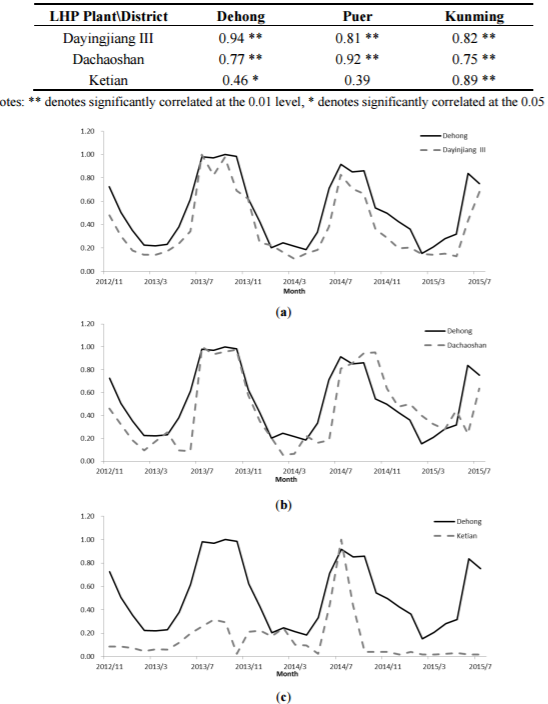 LHP Plant\District Dehong Puer Kunming
Dayingjiang III 0.94 ** 0.81 ** 0.82 **
Dachaoshan 0.77 ** 0.92 ** 0.75 **
Ketian 0.46 * 0.39 0.89 **
otes: ** denotes significantly correlated at the 0.01 level, * denotes significantly correlated at the 0.05
1.20
1.00
0.80
0.60
0.40
0.20
0.00
Dehong
Dayinjiang III
2012/11 2013/3 2013/7 2013/11 2014/3 2014/7 2014/11 2015/3 2015/7
Month
(a)
1.20
1.00
0.80
0.60
0.40
0.20
0.00
Dehong
Dachaoshan
2012/11 2013/3 2013/7 2013/11 2014/3 2014/7 2014/11 2015/3 2015/7
Month
(b)
1.20
1.00
0.80
0.60
0.40
0.20
0.00
Dehong
Ketian
2012/11 2013/3 2013/7 2013/11 2014/3 2014/7 2014/11 2015/3 2015/7
Month
(c)